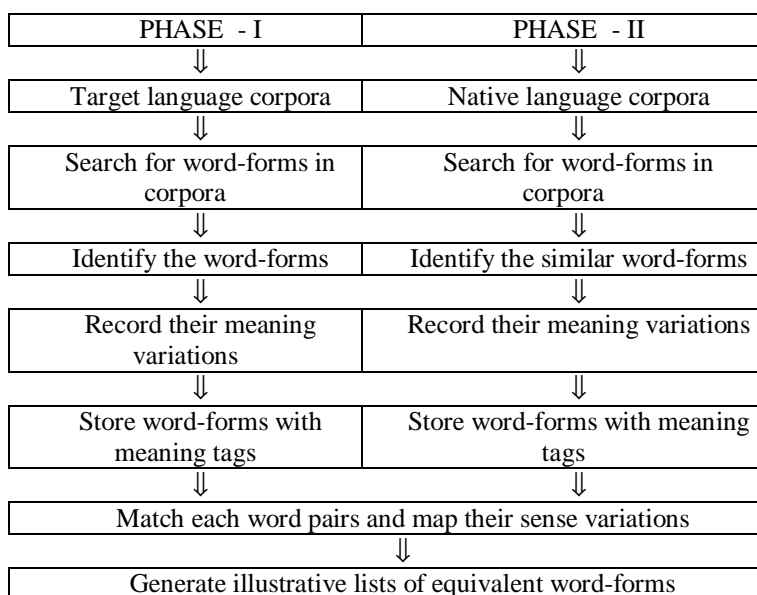 PHASE - I PHASE - II
⇓ ⇓
Target language corpora Native language corpora
⇓ ⇓
Search for word-forms in Search for word-forms in
corpora corpora
⇓ ⇓
Identify the word-forms Identify the similar word-forms
⇓ ⇓
Record their meaning Record their meaning variations
variations
⇓ ⇓
Store word-forms with Store word-forms with meaning
meaning tags tags
⇓ ⇓
Match each word pairs and map their sense variations
⇓
Generate illustrative lists of equivalent word-forms